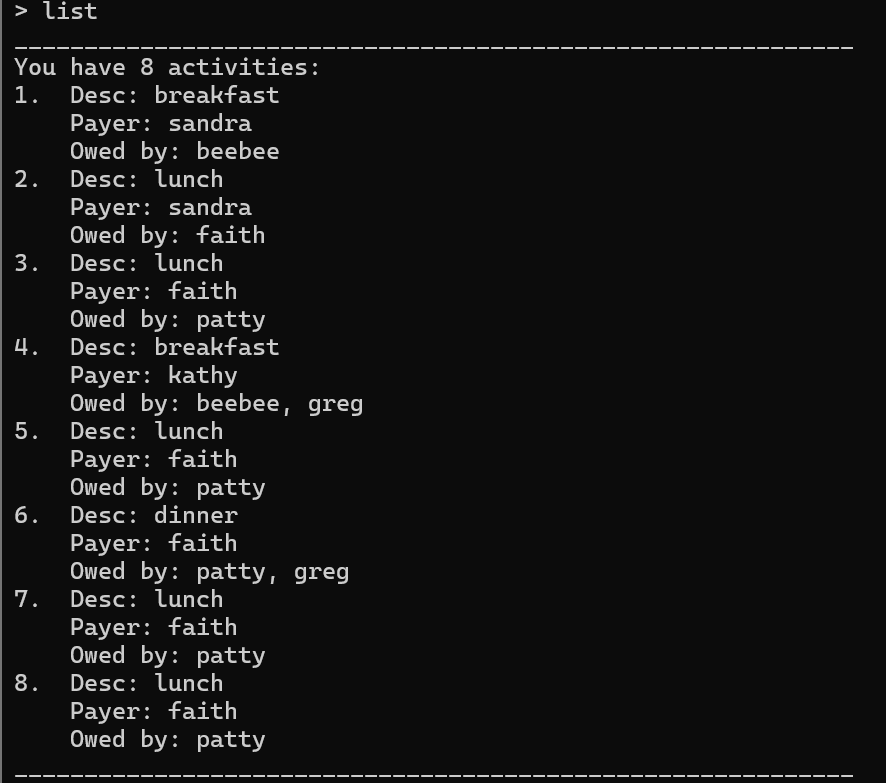 > list
____________________________________________________________
You have 8 activities:
1.  Desc: breakfast
    Payer: sandra
    Owed by: beebee
2.  Desc: lunch
    Payer: sandra
    Owed by: faith
3.  Desc: lunch
    Payer: faith
    Owed by: patty
4.  Desc: breakfast
    Payer: kathy
    Owed by: beebee, greg
5.  Desc: lunch
    Payer: faith
    Owed by: patty
6.  Desc: dinner
    Payer: faith
    Owed by: patty, greg
7.  Desc: lunch
    Payer: faith
    Owed by: patty
8.  Desc: lunch
    Payer: faith
    Owed by: patty
____________________________________________________________